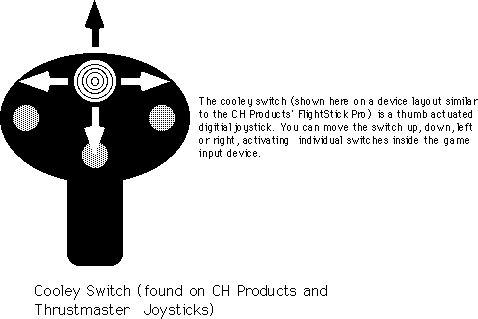 The cooley switch (shown here on a device layout similar
to the CH Products' FlightStick Pro) is a thumb actuated
digitial joystick. You can move the switch up, down, left
or right, activating individual switches inside the game
input device.
Cooley Switch (found on CH Products and
Thrustmaster Joysticks)